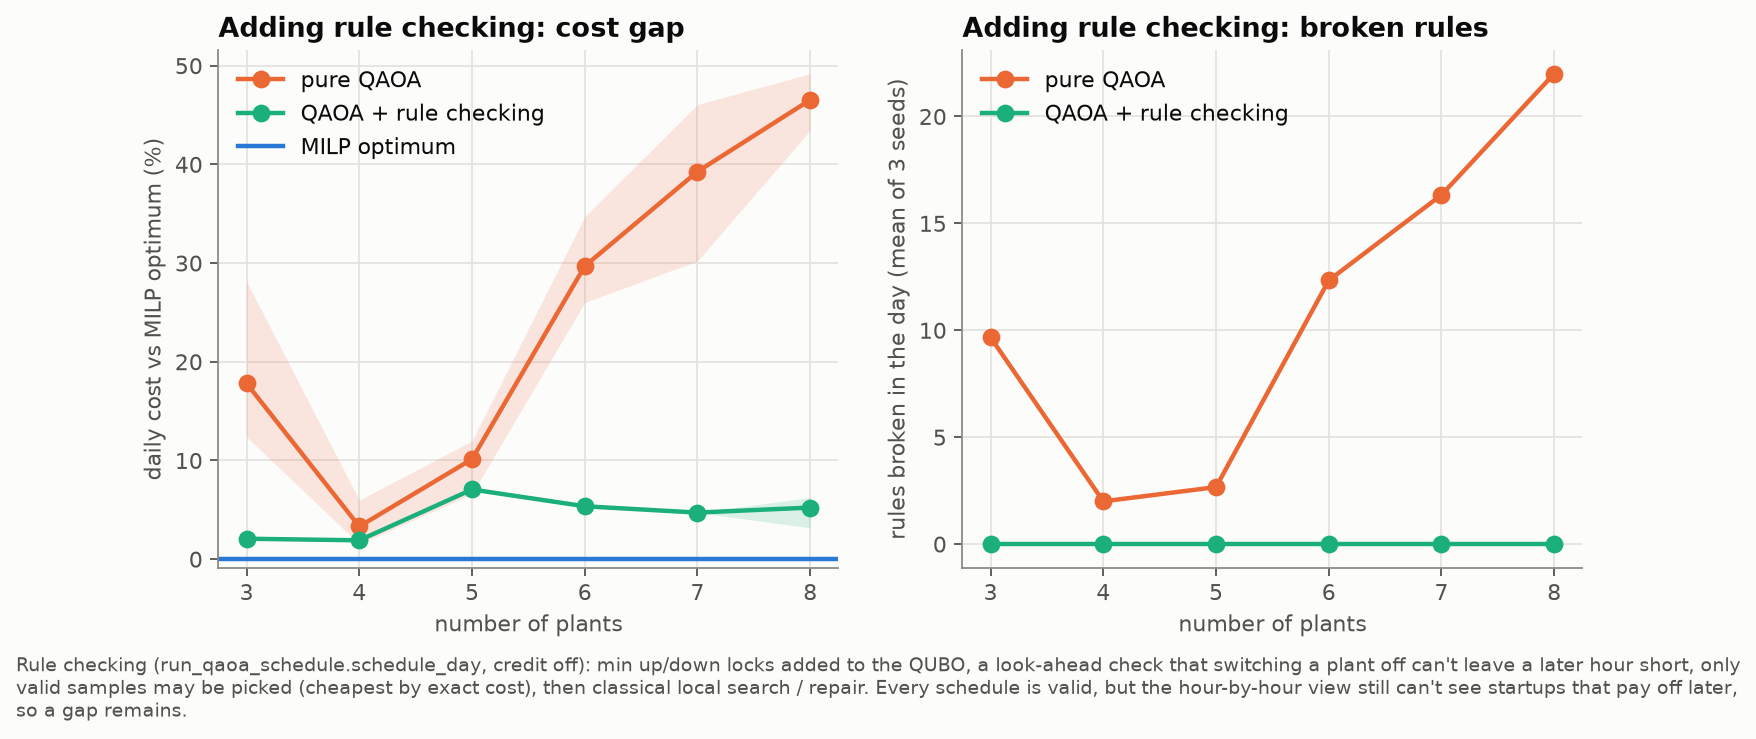 Adding rule checking: cost gap
daily cost vs MILP optimum (%)
50
40
30
20
10
0
pure QAOA
QAOA + rule checking
MILP optimum
3 4 5 6 7 8
number of plants
Adding rule checking: broken rules
rules broken in the day (mean of 3 seeds)
20
15
10
5
0
pure QAOA
QAOA + rule checking
3 4 5 6 7 8
number of plants
Rule checking (run_qaoa_schedule.schedule_day, credit off): min up/down locks added to the QUBO, a look-ahead check that switching a plant off can't leave a later hour short, only
valid samples may be picked (cheapest by exact cost), then classical local search / repair. Every schedule is valid, but the hour-by-hour view still can't see startups that pay off later,
so a gap remains.